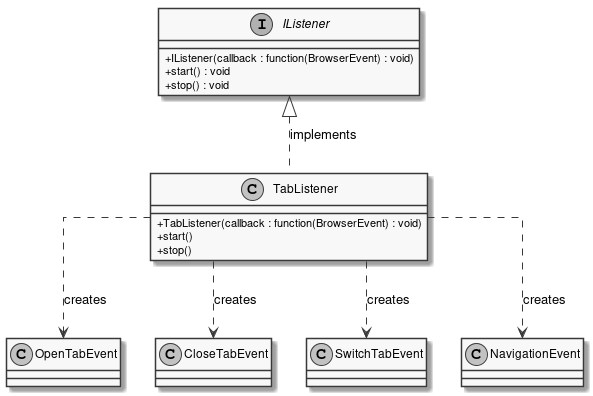 I IListener
+IListener(callback : function(BrowserEvent) : void)
+start() : void
+stop() : void
implements
C TabListener
+TabListener(callback : function(BrowserEvent) : void)
+start()
+stop()
creates creates creates creates
C OpenTabEvent C CloseTabEvent C SwitchTabEvent C NavigationEvent